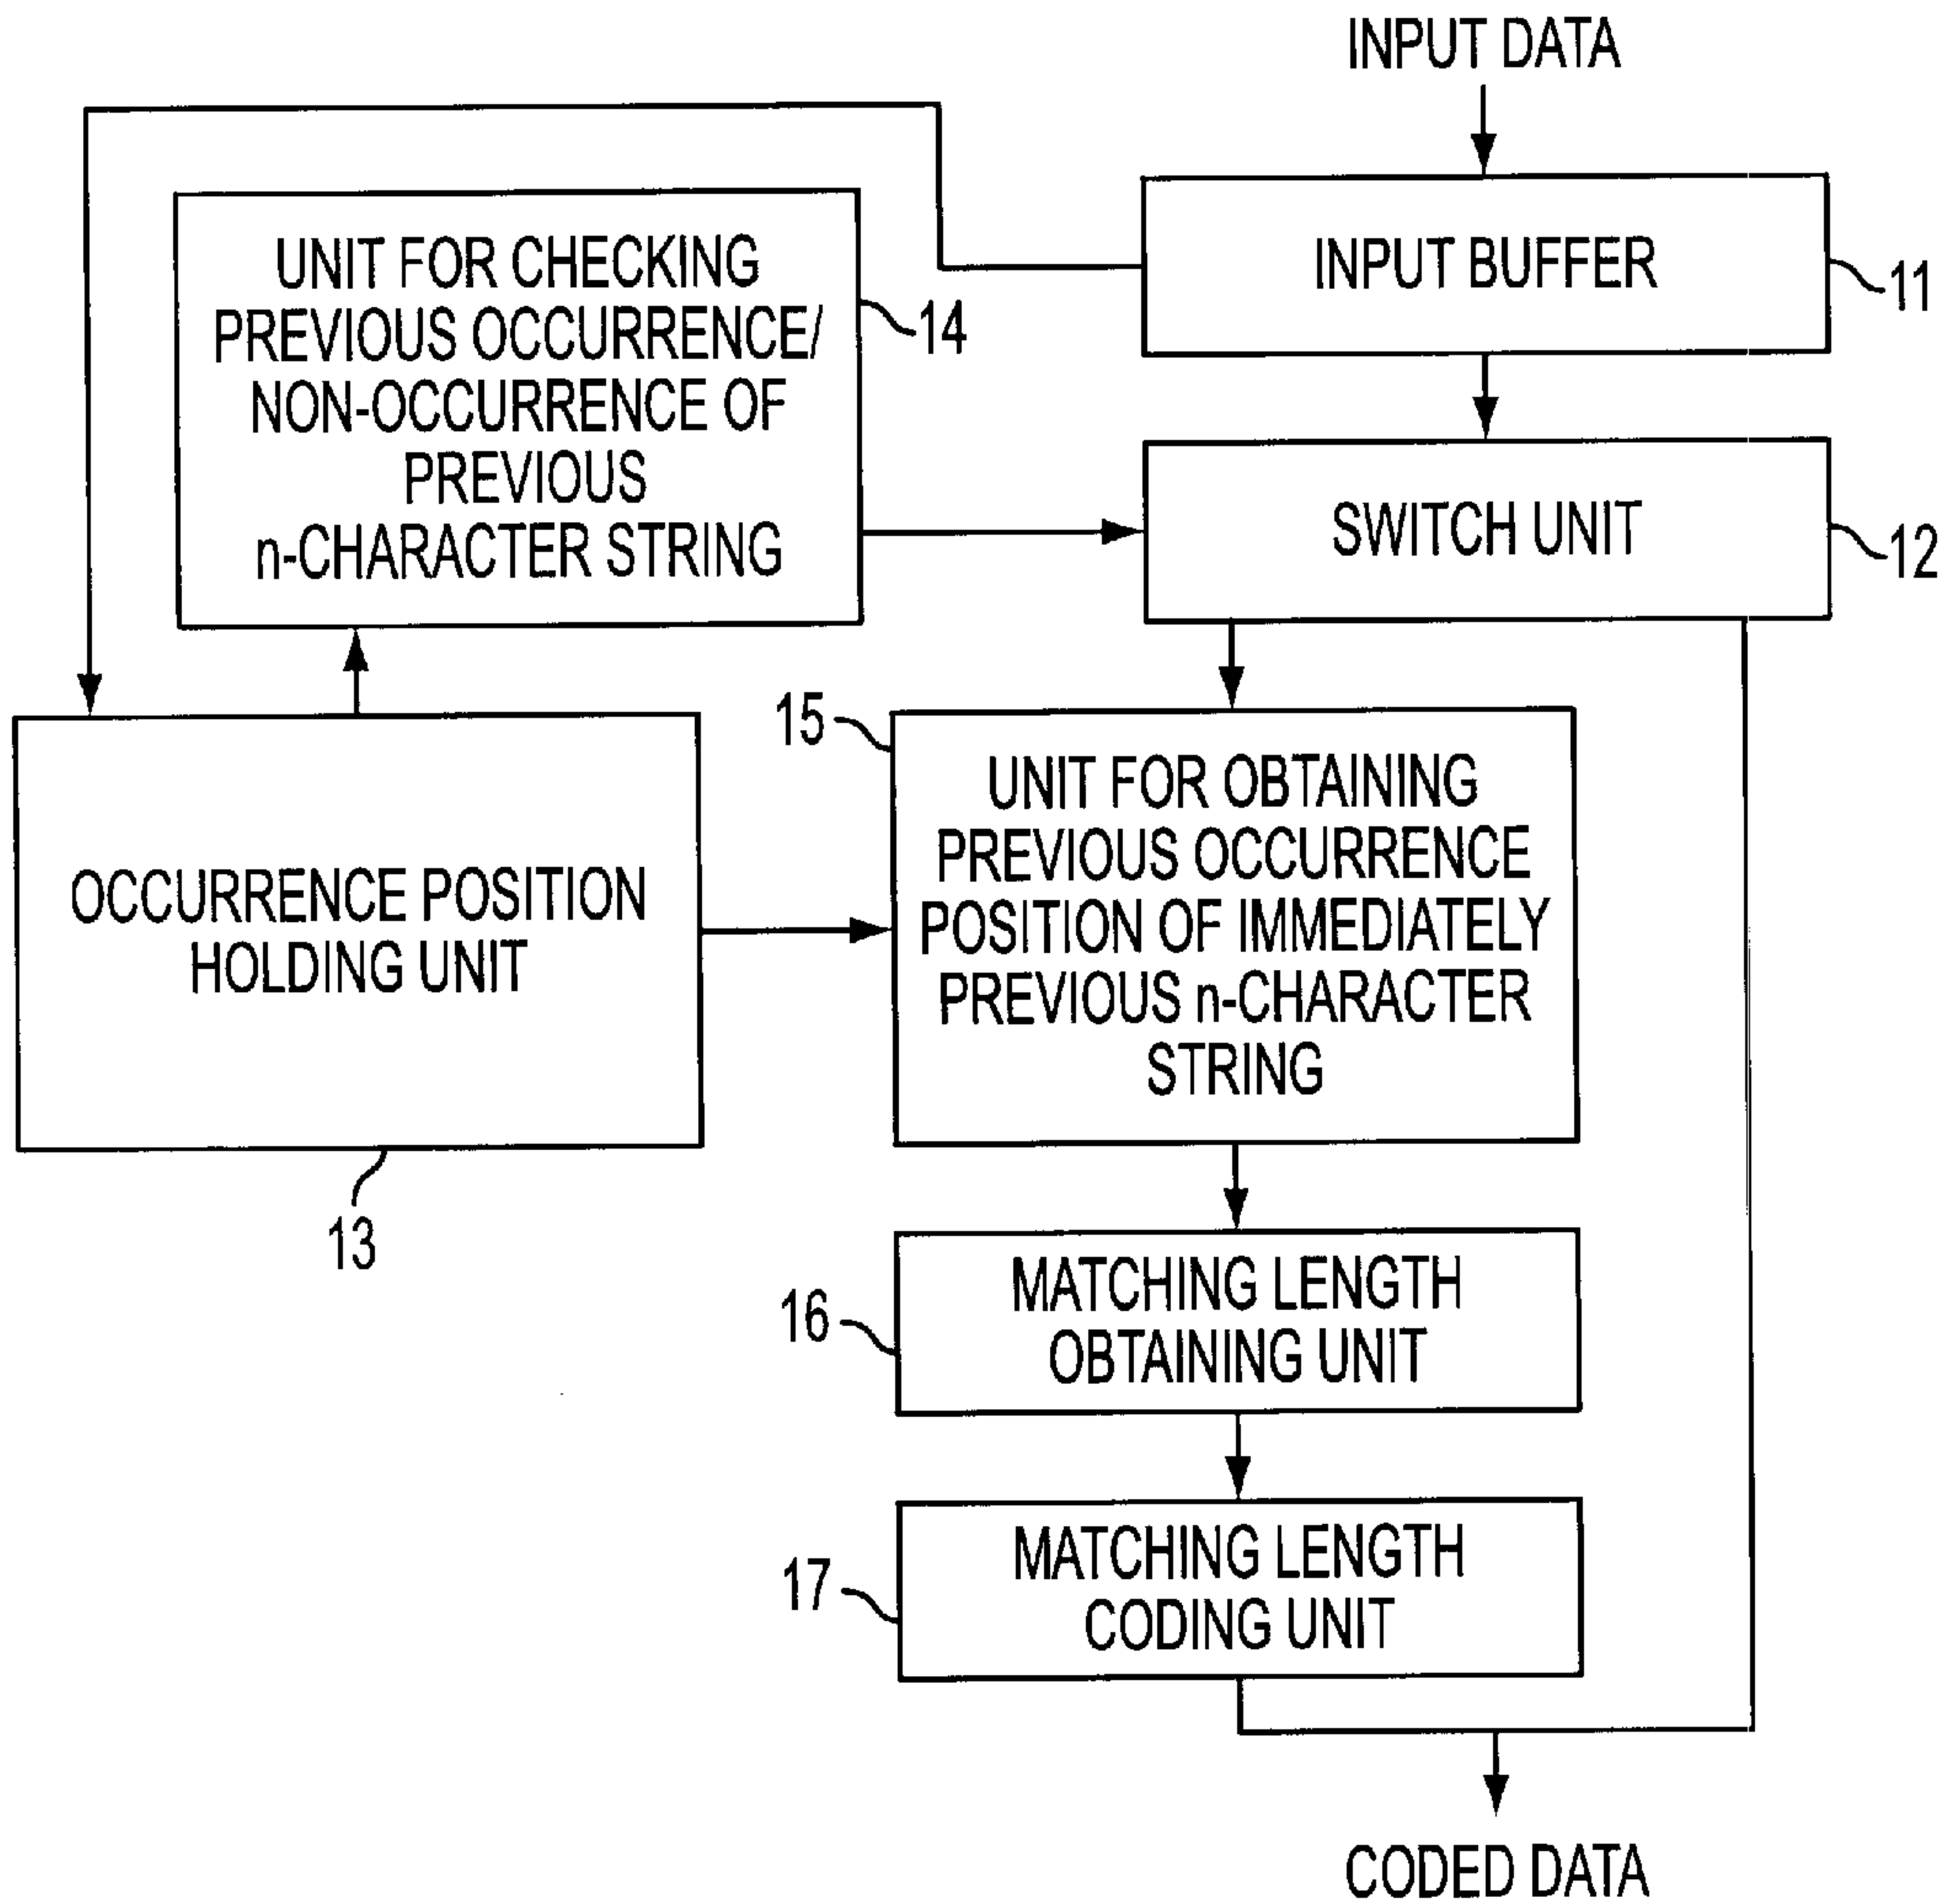 INPUT DATA
INPUT BUFFER
11
UNIT FOR CHECKING
PREVIOUS OCCURRENCE/
NON-OCCURRENCE OF
PREVIOUS
n-CHARACTER STRING
14
SWITCH UNIT
12
OCCURRENCE POSITION
HOLDING UNIT
13
15
UNIT FOR OBTAINING
PREVIOUS OCCURRENCE
POSITION OF IMMEDIATELY
PREVIOUS n-CHARACTER
STRING
16
MATCHING LENGTH
OBTAINING UNIT
17
MATCHING LENGTH
CODING UNIT
CODED DATA